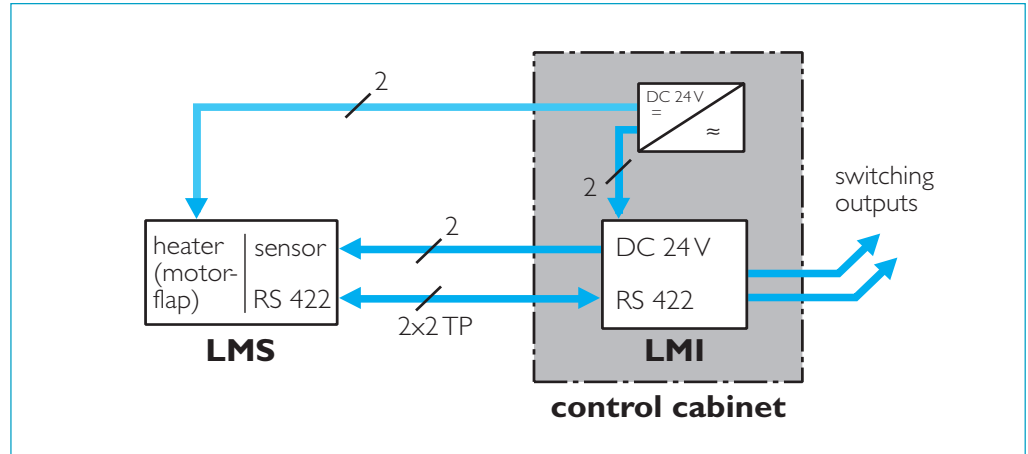 2
DC 24 V
=
≈
2
switching
outputs
heater
(motor-
flap)
sensor
RS 422
2
2x2 TP
DC 24 V
RS 422
LMS
LMI
control cabinet